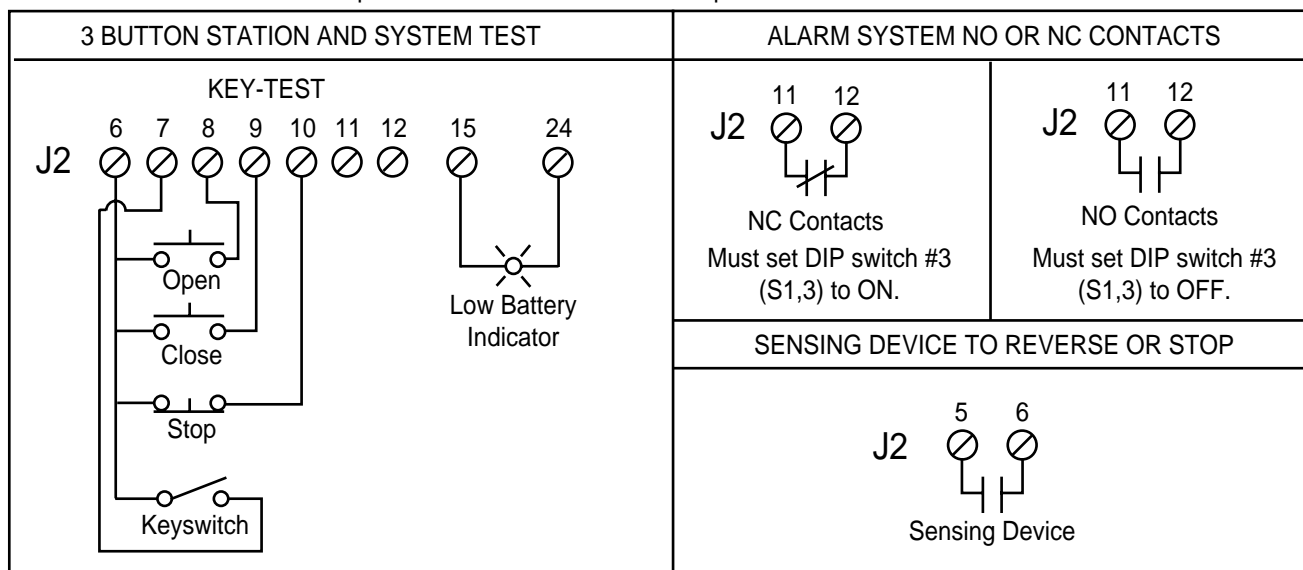 3 BUTTON STATION AND SYSTEM TEST
KEY-TEST
6 7 8 9 10 11 12 15 24
J2
Open
Close
Stop
Keyswitch
Low Battery
Indicator
ALARM SYSTEM NO OR NC CONTACTS
11 12
J2
NC Contacts
Must set DIP switch #3
(S1,3) to ON.
11 12
J2
NO Contacts
Must set DIP switch #3
(S1,3) to OFF.
SENSING DEVICE TO REVERSE OR STOP
5 6
J2
Sensing Device